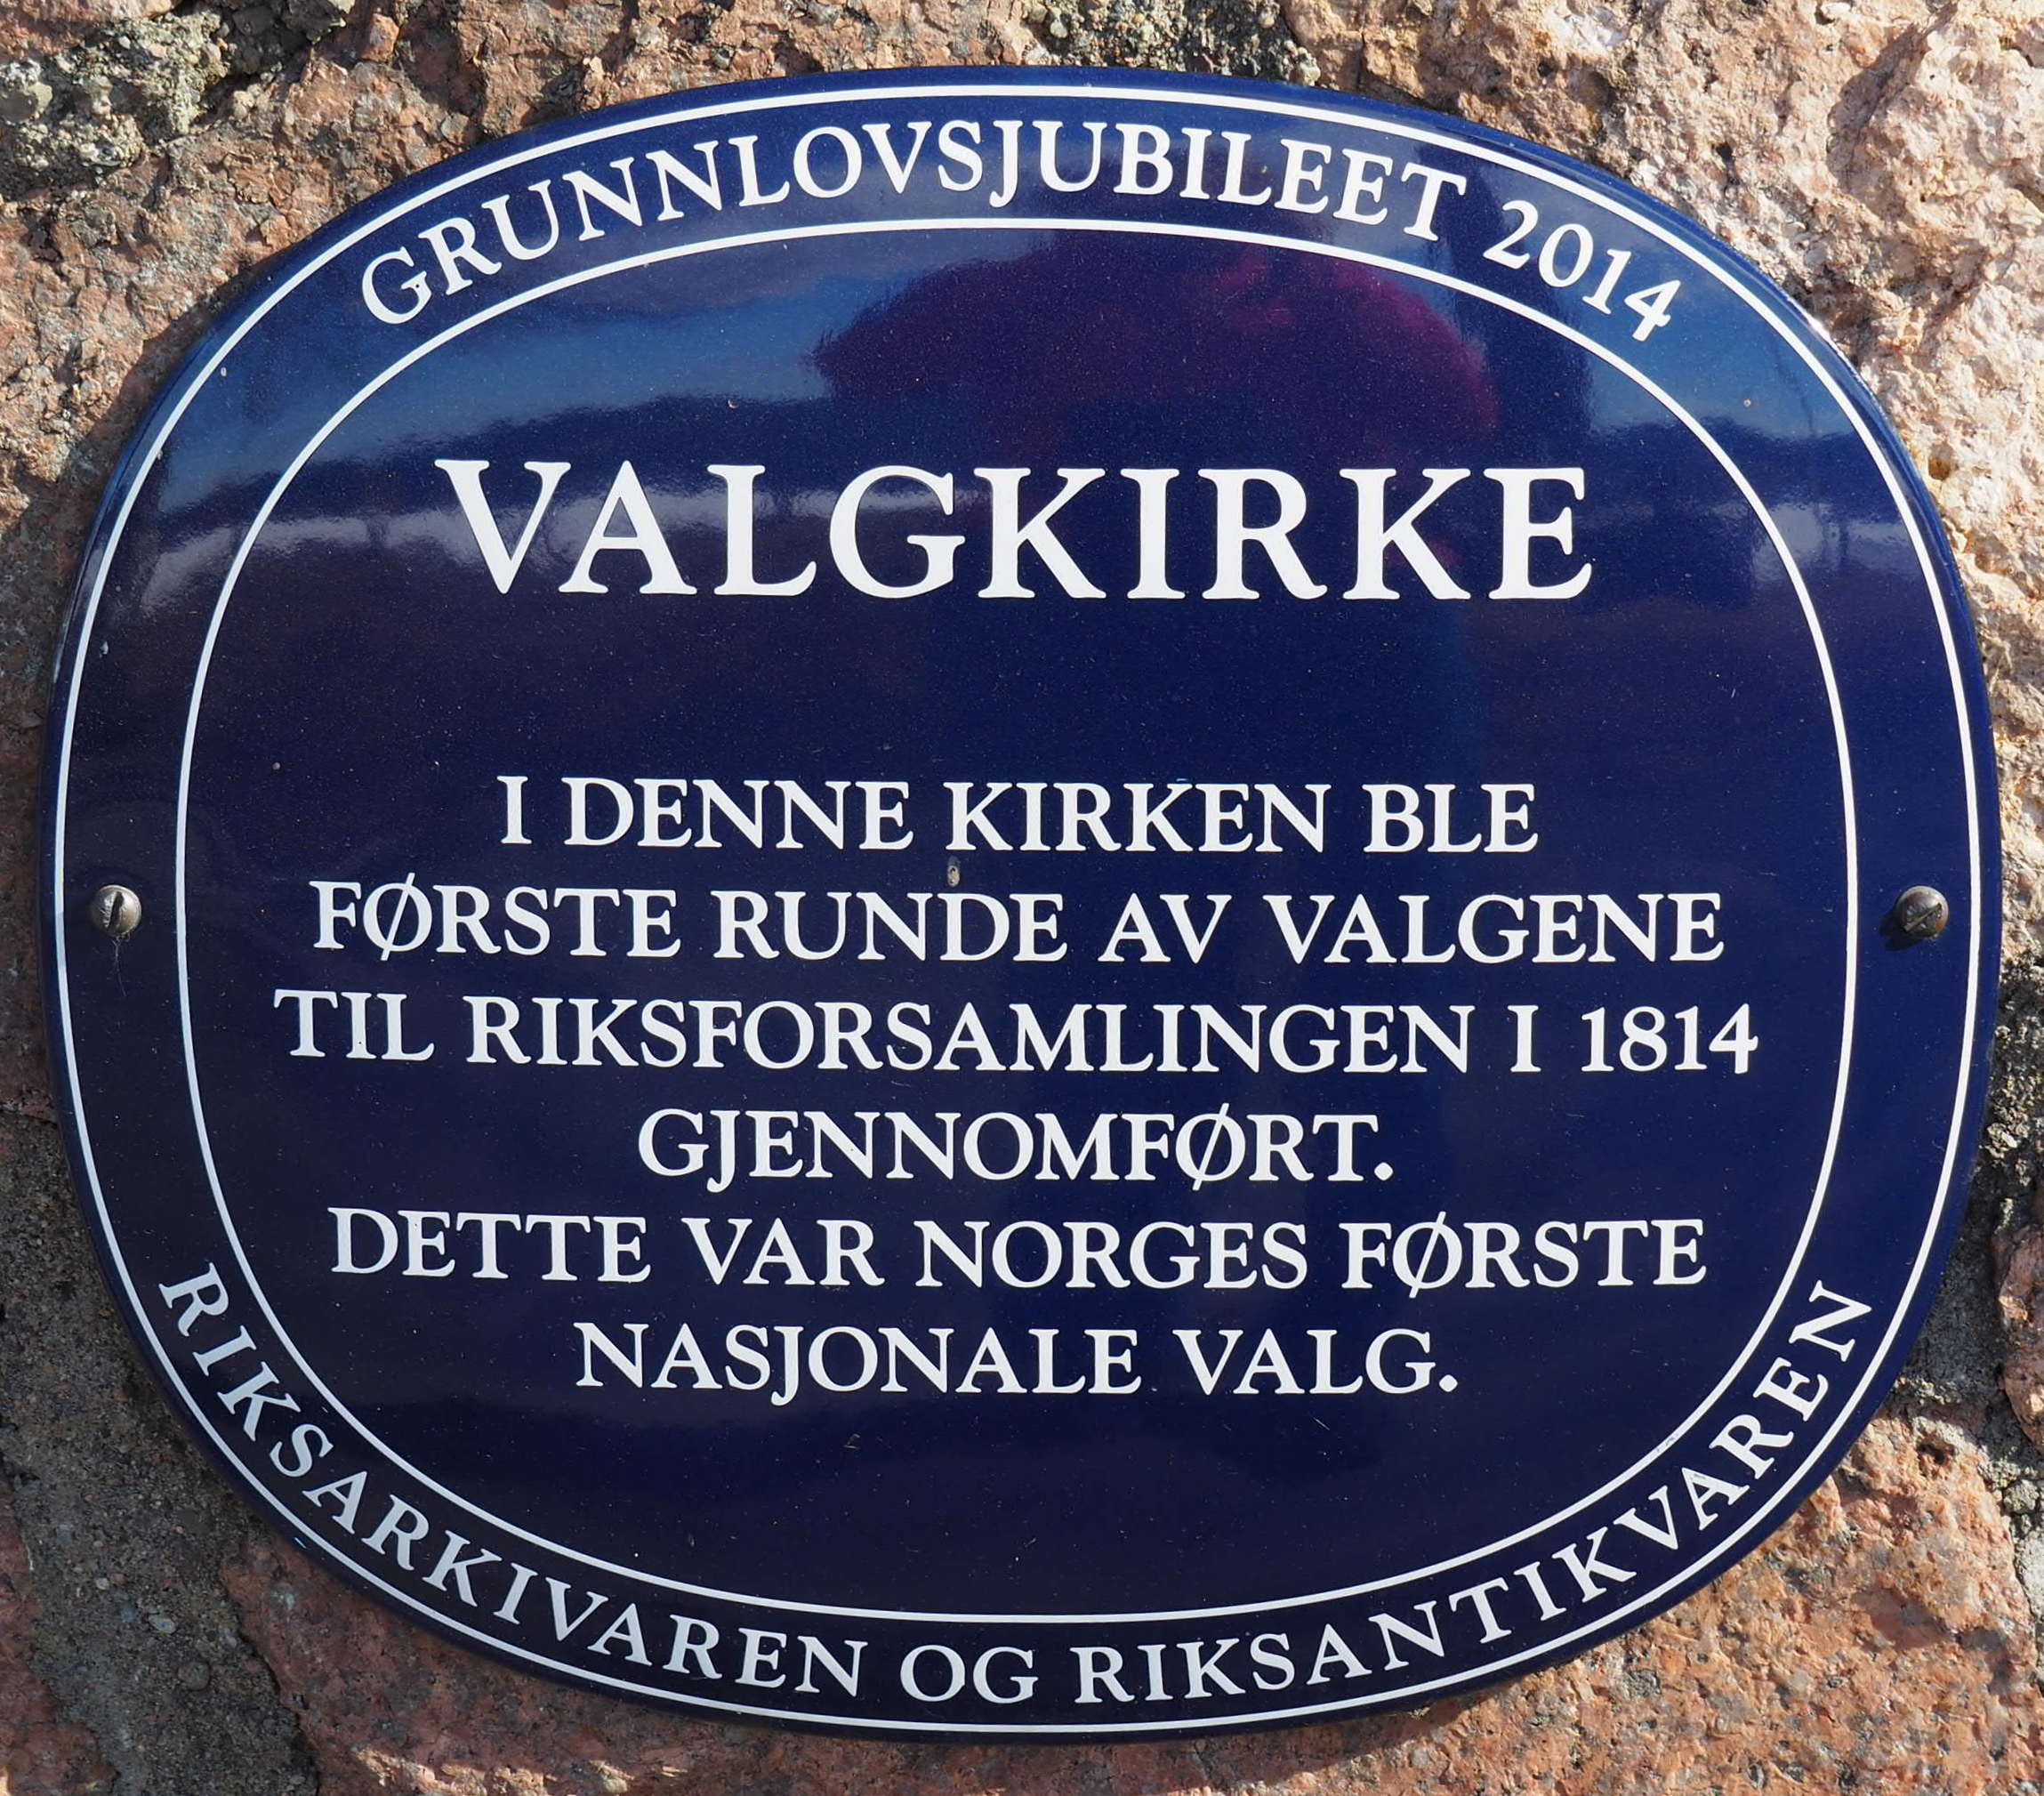 GRUNNLOVSJUBILEET 2014
VALGKIRKE
I DENNE KIRKEN BLE
FØRSTE RUNDE AV VALGENE
TIL RIKSFORSAMLINGEN I 1814
GJENNOMFØRT.
DETTE VAR NORGES FØRSTE
NASJONALE VALG.
RIKSARKIVAREN OG RIKSANTIKVAREN